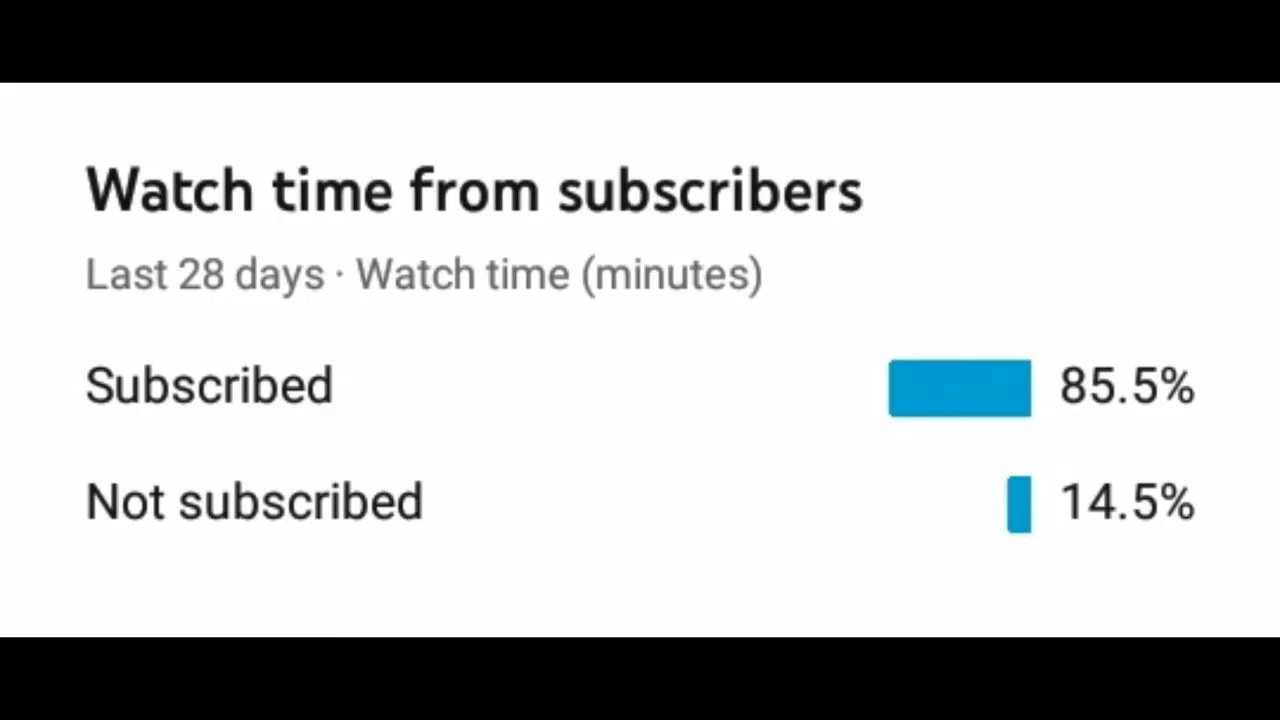 Watch time from subscribers
Last 28 days · Watch time (minutes)
Subscribed 85.5%
Not subscribed 14.5%